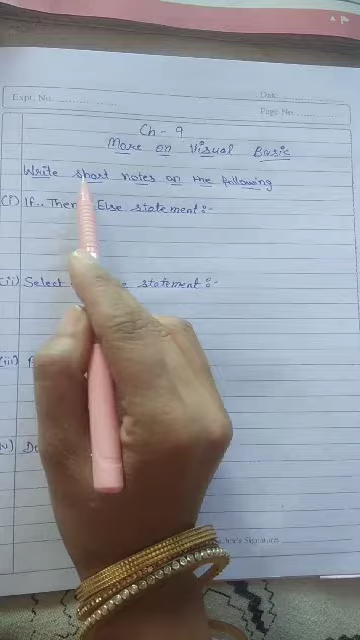 Expt. No.
Date
Page No.
Ch - 9
More on Visual Basic
Write short notes on the following
(i) If.. Then Else statement :-
(ii) Select statement :-
(iii)
Signature